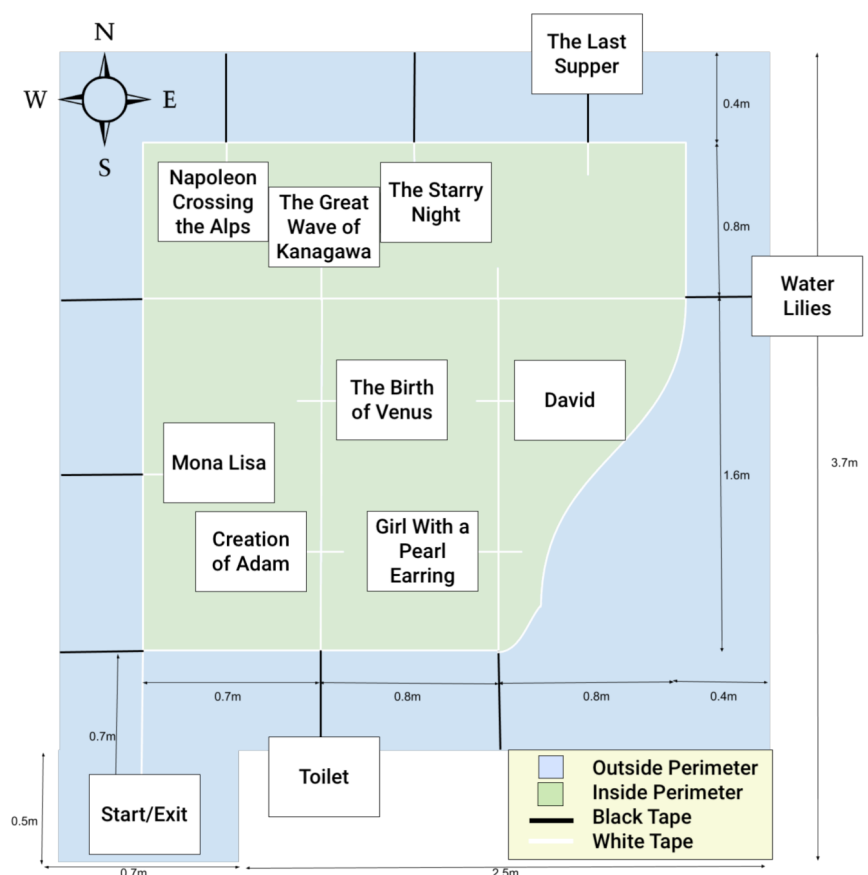 N
W
E
S
The Last
Supper
0.4m
Napoleon
Crossing
the Alps
The Great
Wave of
Kanagawa
The Starry
Night
0.8m
Water
Lilies
The Birth
of Venus
David
Mona Lisa
3.7m
1.6m
Creation
of Adam
Girl With a
Pearl
Earring
0.7m
0.8m
0.8m
0.4m
0.7m
Toilet
Start/Exit
0.5m
0.7m
2.5m
Outside Perimeter
Inside Perimeter
Black Tape
White Tape